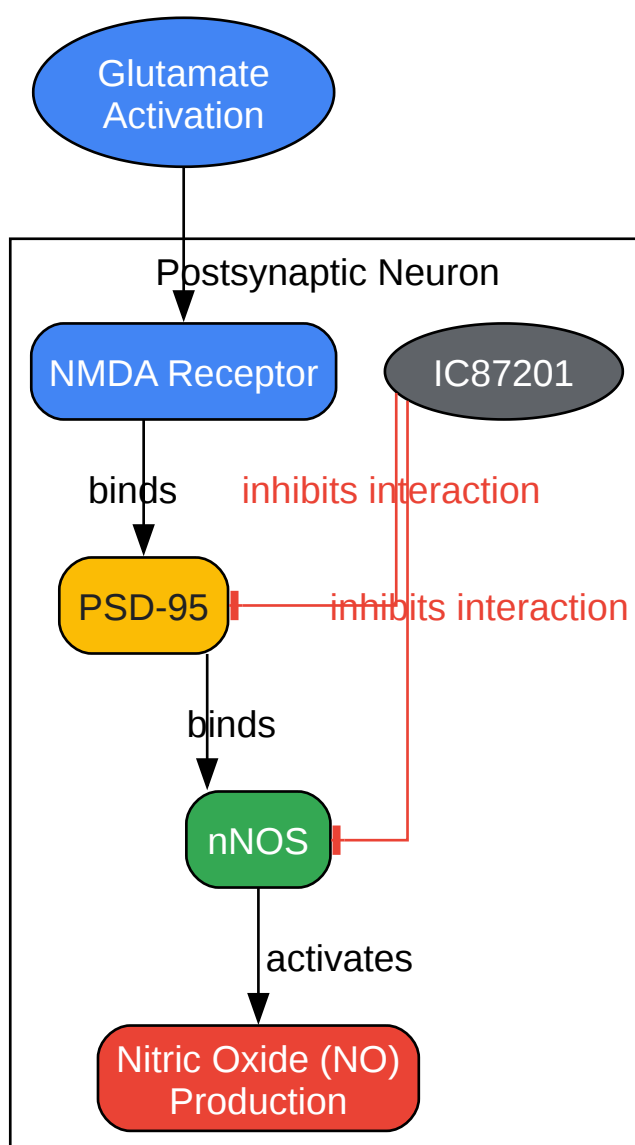 Glutamate
Activation
Postsynaptic Neuron
NMDA Receptor
IC87201
binds
inhibits interaction
PSD-95
inhibits interaction
binds
nNOS
activates
Nitric Oxide (NO)
Production